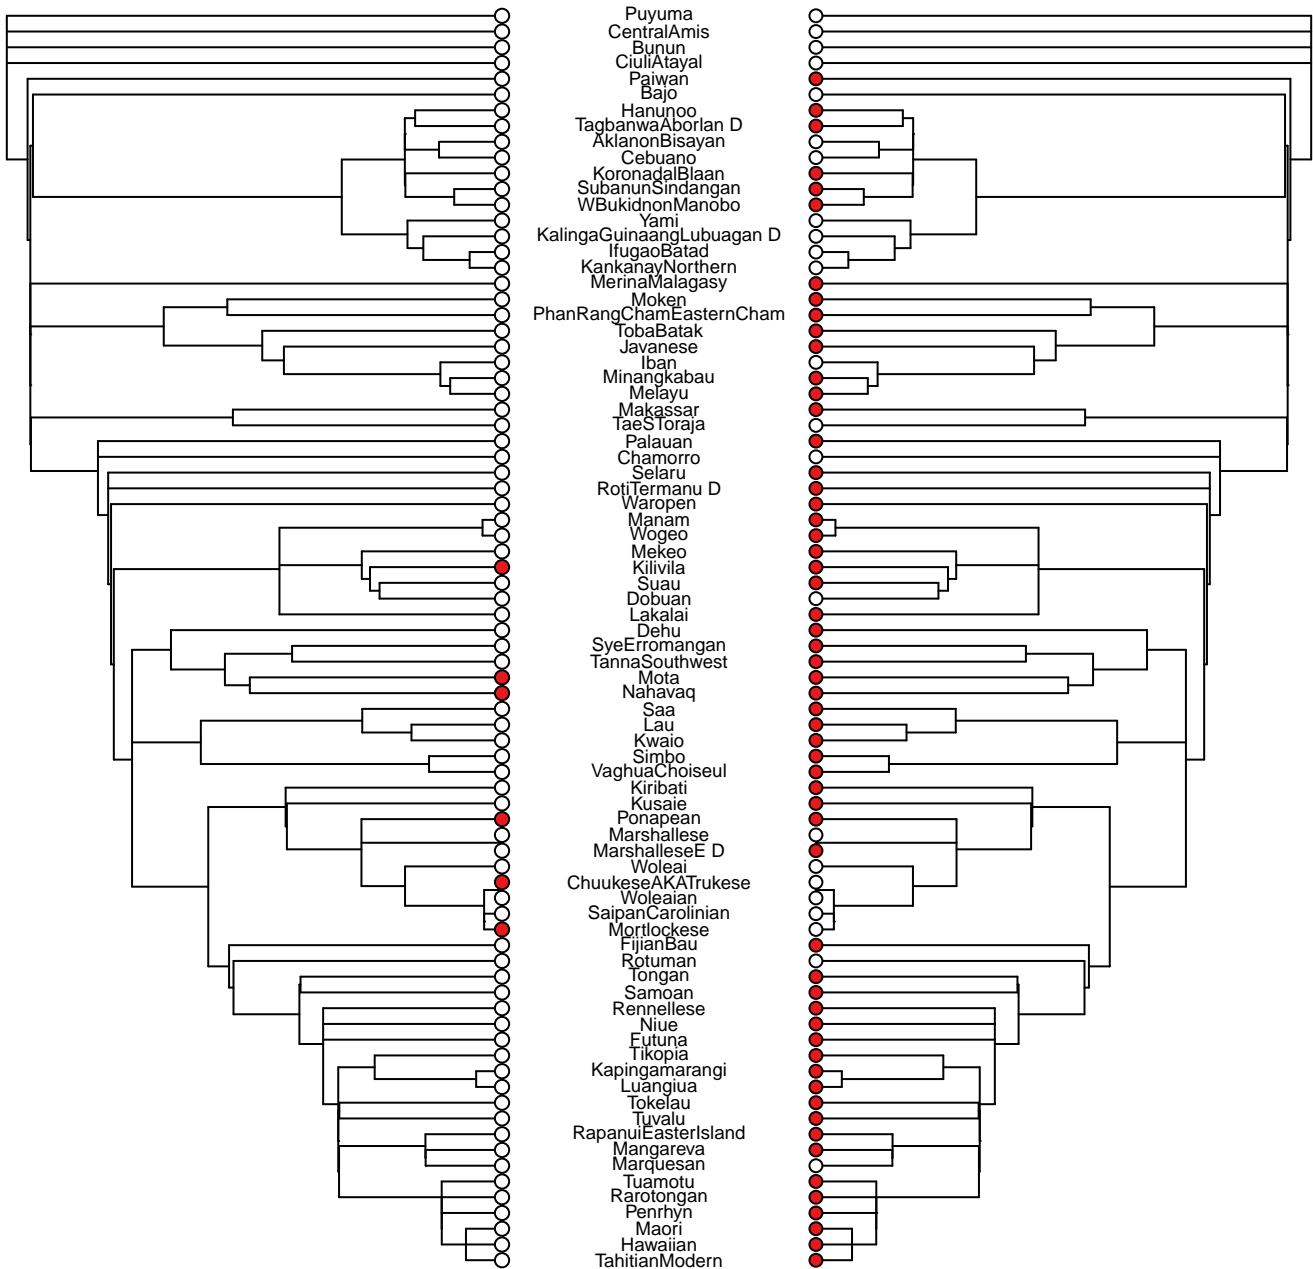 Puyuma
CentralAmis
Bunun
CiuliAtayal
Paiwan
Bajo
Hanunoo
TagbanwaAborlan D
AklanonBisayan
Cebuano
KoronadalBlaan
SubanunSindangan
WBukidnonManobo
Yami
KalingaGuinaangLubuagan D
IfugaoBatad
KankanayNorthern
MerinaMalagasy
Moken
PhanRangChamEasternCham
TobaBatak
Javanese
Iban
Minangkabau
Melayu
Makassar
TaeSToraja
Palauan
Chamorro
Selaru
RotiTermanu D
Waropen
Manam
Wogeo
Mekeo
Kilivila
Suau
Dobuan
Lakalai
Dehu
SyeErromangan
TannaSouthwest
Mota
Nahavaq
Saa
Lau
Kwaio
Simbo
VaghuaChoiseul
Kiribati
Kusaie
Ponapean
Marshallese
MarshalleseE D
Woleai
ChuukeseAKATrukese
Woleaian
SaipanCarolinian
Mortlockese
FijianBau
Rotuman
Tongan
Samoan
Rennellese
Niue
Futuna
Tikopia
Kapingamarangi
Luangiua
Tokelau
Tuvalu
RapanuiEasterIsland
Mangareva
Marquesan
Tuamotu
Rarotongan
Penrhyn
Maori
Hawaiian
TahitianModern